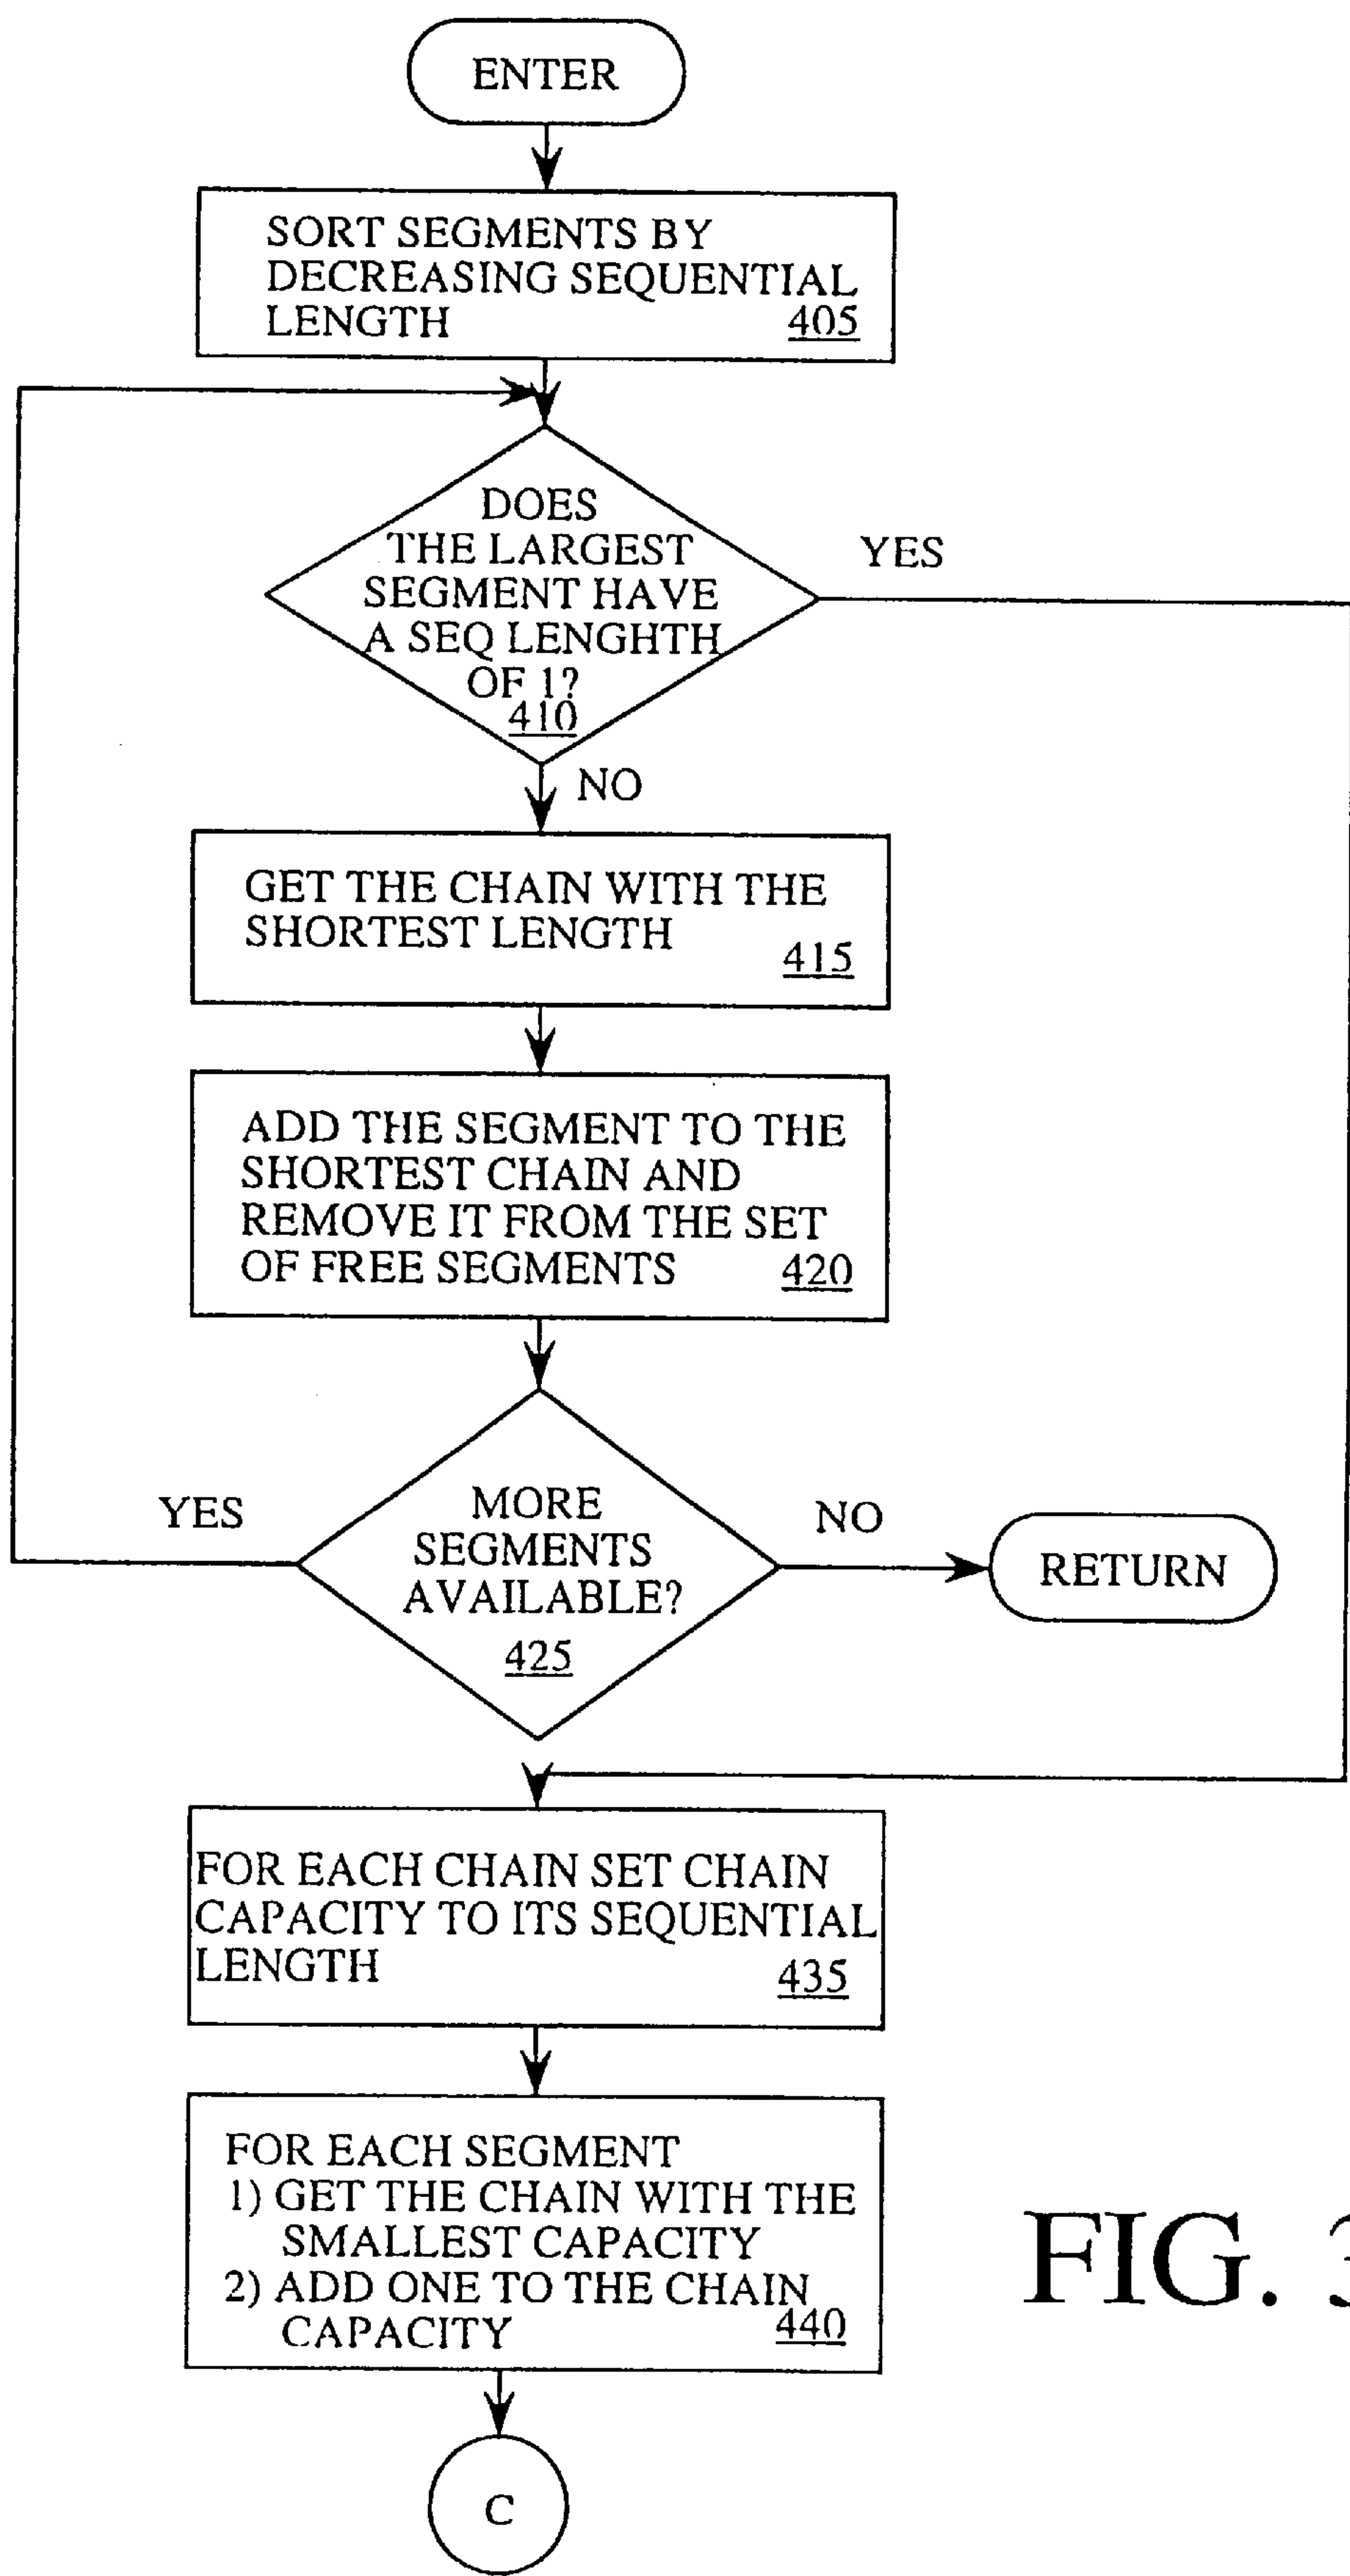 ENTER
SORT SEGMENTS BY
DECREASING SEQUENTIAL
LENGTH 405
DOES
THE LARGEST
SEGMENT HAVE
A SEQ LENGHTH
OF 1?
410
YES
NO
GET THE CHAIN WITH THE
SHORTEST LENGTH
415
ADD THE SEGMENT TO THE
SHORTEST CHAIN AND
REMOVE IT FROM THE SET
OF FREE SEGMENTS 420
YES
MORE
SEGMENTS
AVAILABLE?
425
NO
RETURN
FOR EACH CHAIN SET CHAIN
CAPACITY TO ITS SEQUENTIAL
LENGTH 435
FOR EACH SEGMENT
1) GET THE CHAIN WITH THE
SMALLEST CAPACITY
2) ADD ONE TO THE CHAIN
CAPACITY 440
FIG.
C